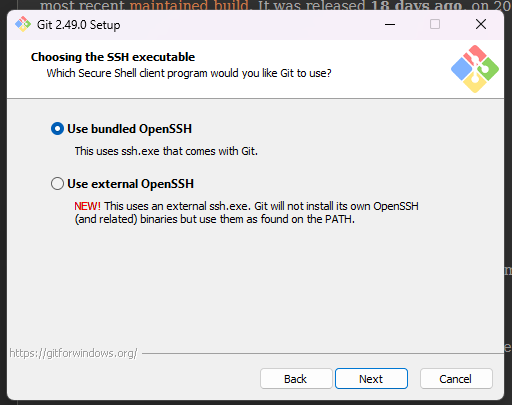 most recent maintained build. It was released 18 days ago, on 20
Git 2.49.0 Setup
Choosing the SSH executable
Which Secure Shell client program would you like Git to use?
Use bundled OpenSSH
This uses ssh.exe that comes with Git.
Use external OpenSSH
NEW! This uses an external ssh.exe. Git will not install its own OpenSSH
(and related) binaries but use them as found on the PATH.
https://gitforwindows.org/
Back
Next
Cancel